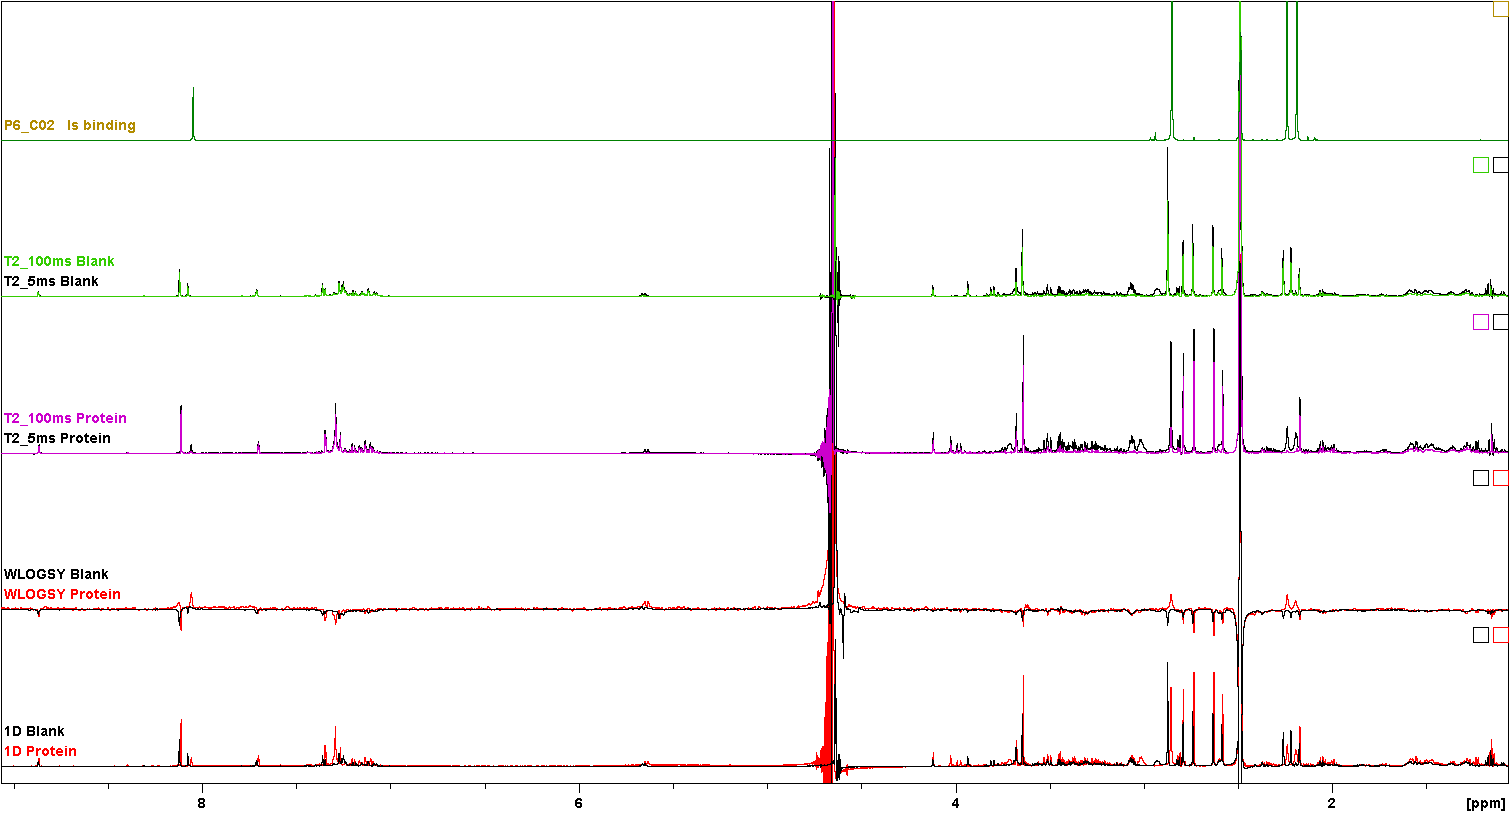 P6_C02 Is binding
T2_100ms Blank
T2_5ms Blank
T2_100ms Protein
T2_5ms Protein
WLOGSY Blank
WLOGSY Protein
1D Blank
1D Protein
8 6 4 2 [ppm]